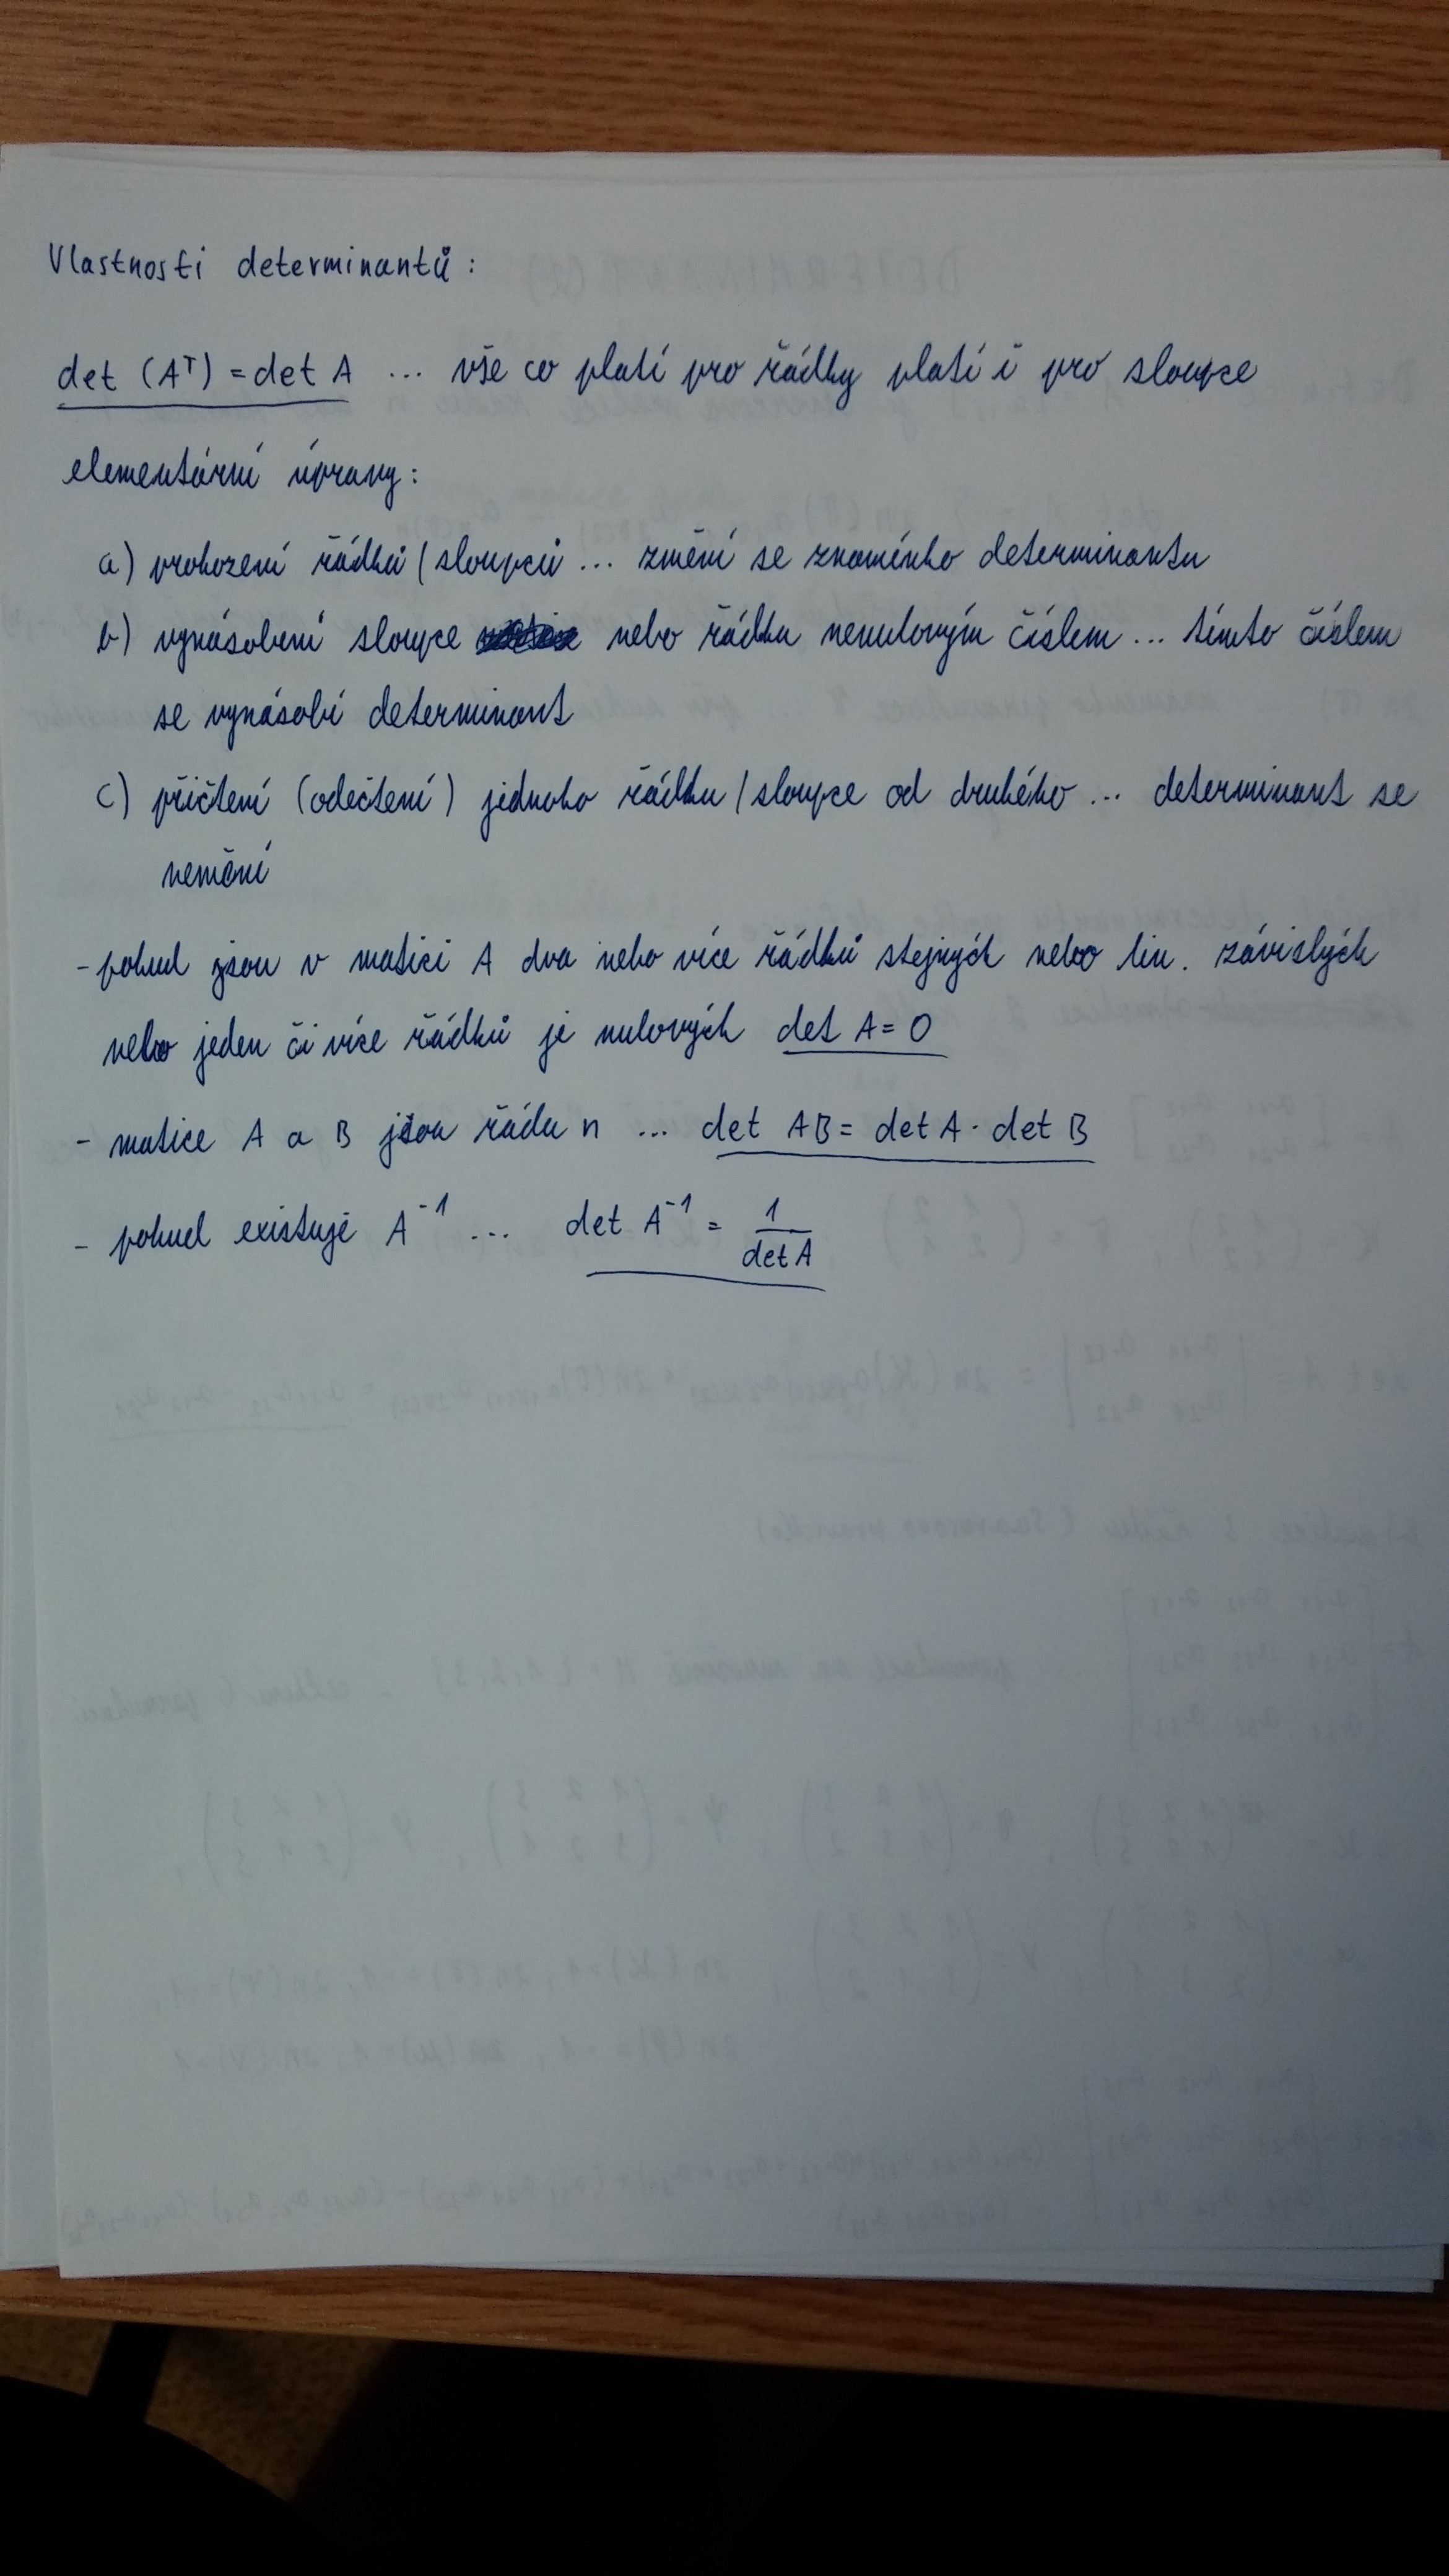 Vlastnosti determinantů:
det (Aᵀ) = det A ... vše co platí pro řádky platí i pro sloupce
elementární úpravy:
a) prohození řádků / sloupců ... změní se znaménko determinantu
b) vynásobení sloupce nebo řádku nenulovým číslem ... tímto číslem
se vynásobí determinant
c) přičtení (odečtení) jednoho řádku / sloupce od druhého ... determinant se
nemění
- pokud jsou v matici A dva nebo více řádků stejných nebo lin. závislých
nebo jeden či více řádků je nulových det A = 0
- matice A a B jsou řádu n ... det AB = det A · det B
- pokud existuje A⁻¹ ... det A⁻¹ = 1/det A